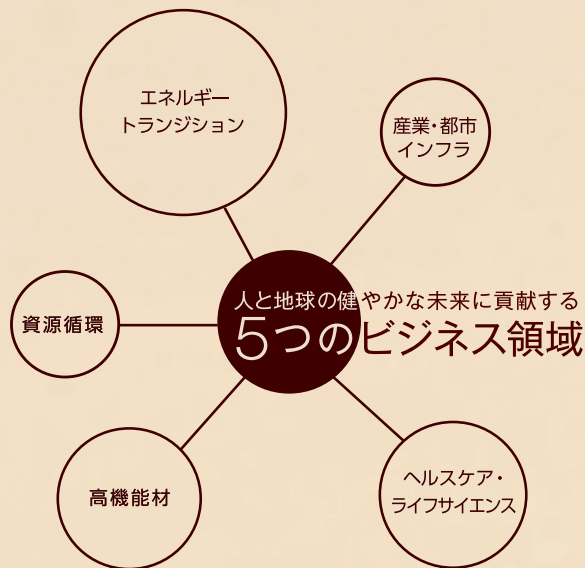 エネルギー
トランジション
産業・都市
インフラ
人と地球の健やかな未来に貢献する
5つのビジネス領域
資源循環
高機能材
ヘルスケア・
ライフサイエンス